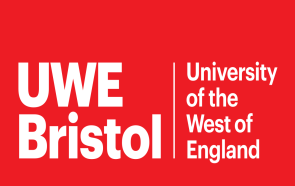 UWE
Bristol
University
of the
West of
England